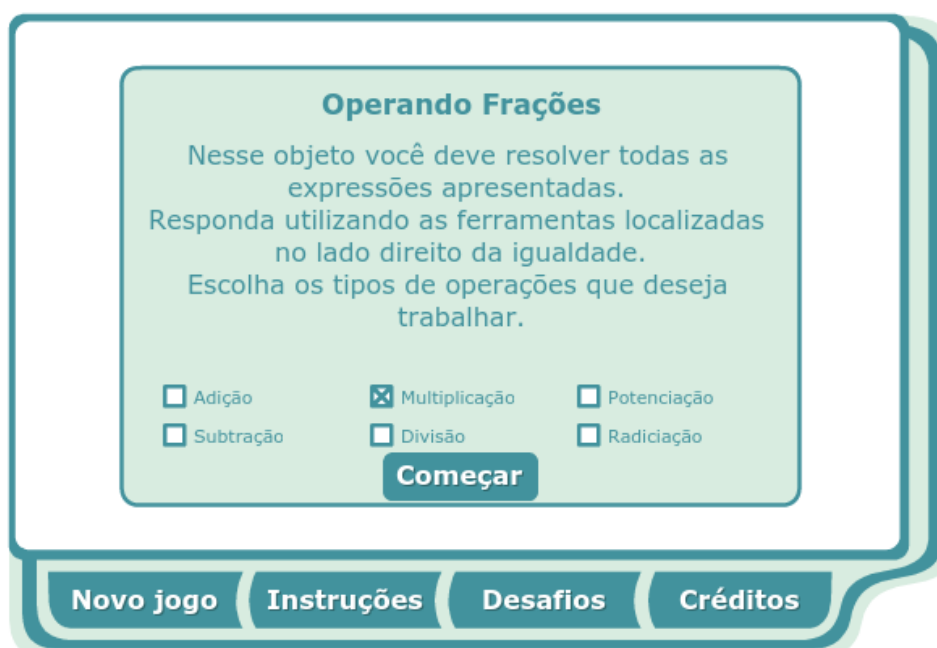 Operando Frações
Nesse objeto você deve resolver todas as
expressões apresentadas.
Responda utilizando as ferramentas localizadas
no lado direito da igualdade.
Escolha os tipos de operações que deseja
trabalhar.
Adição Multiplicação Potenciação
Subtração Divisão Radiciação
Começar
Novo jogo Instruções Desafios Créditos